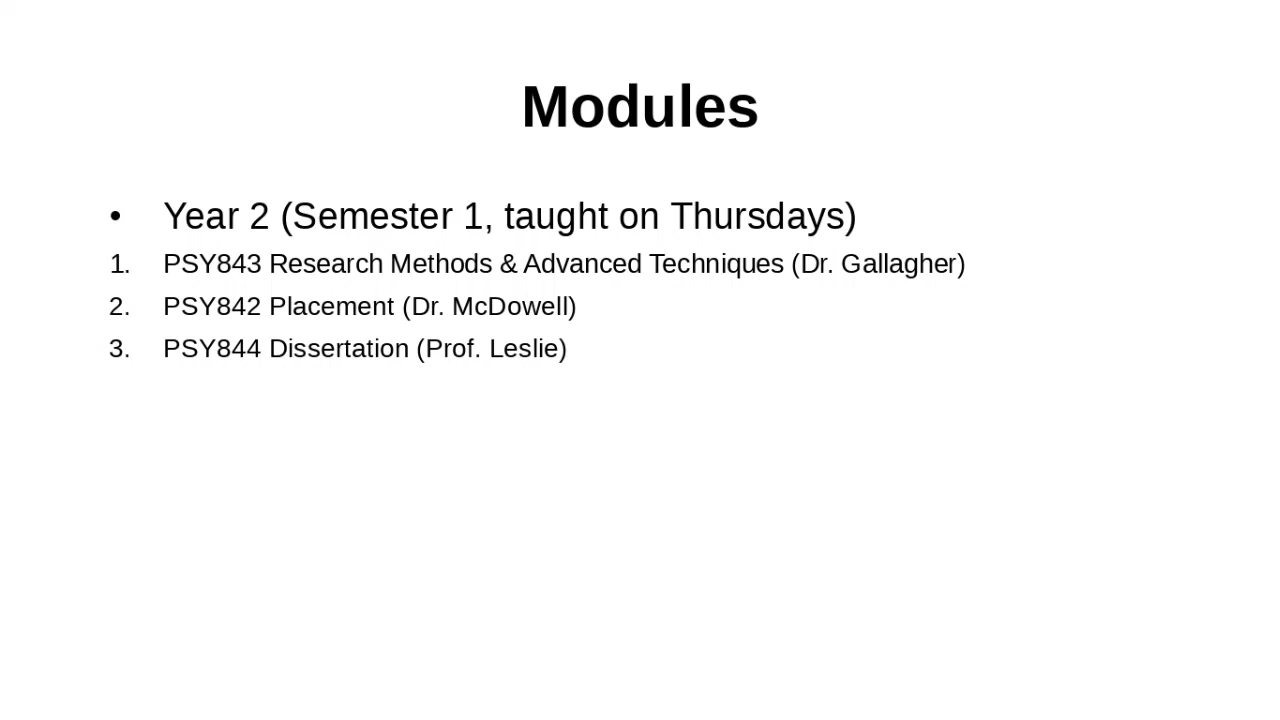 Modules
• Year 2 (Semester 1, taught on Thursdays)
1. PSY843 Research Methods & Advanced Techniques (Dr. Gallagher)
2. PSY842 Placement (Dr. McDowell)
3. PSY844 Dissertation (Prof. Leslie)